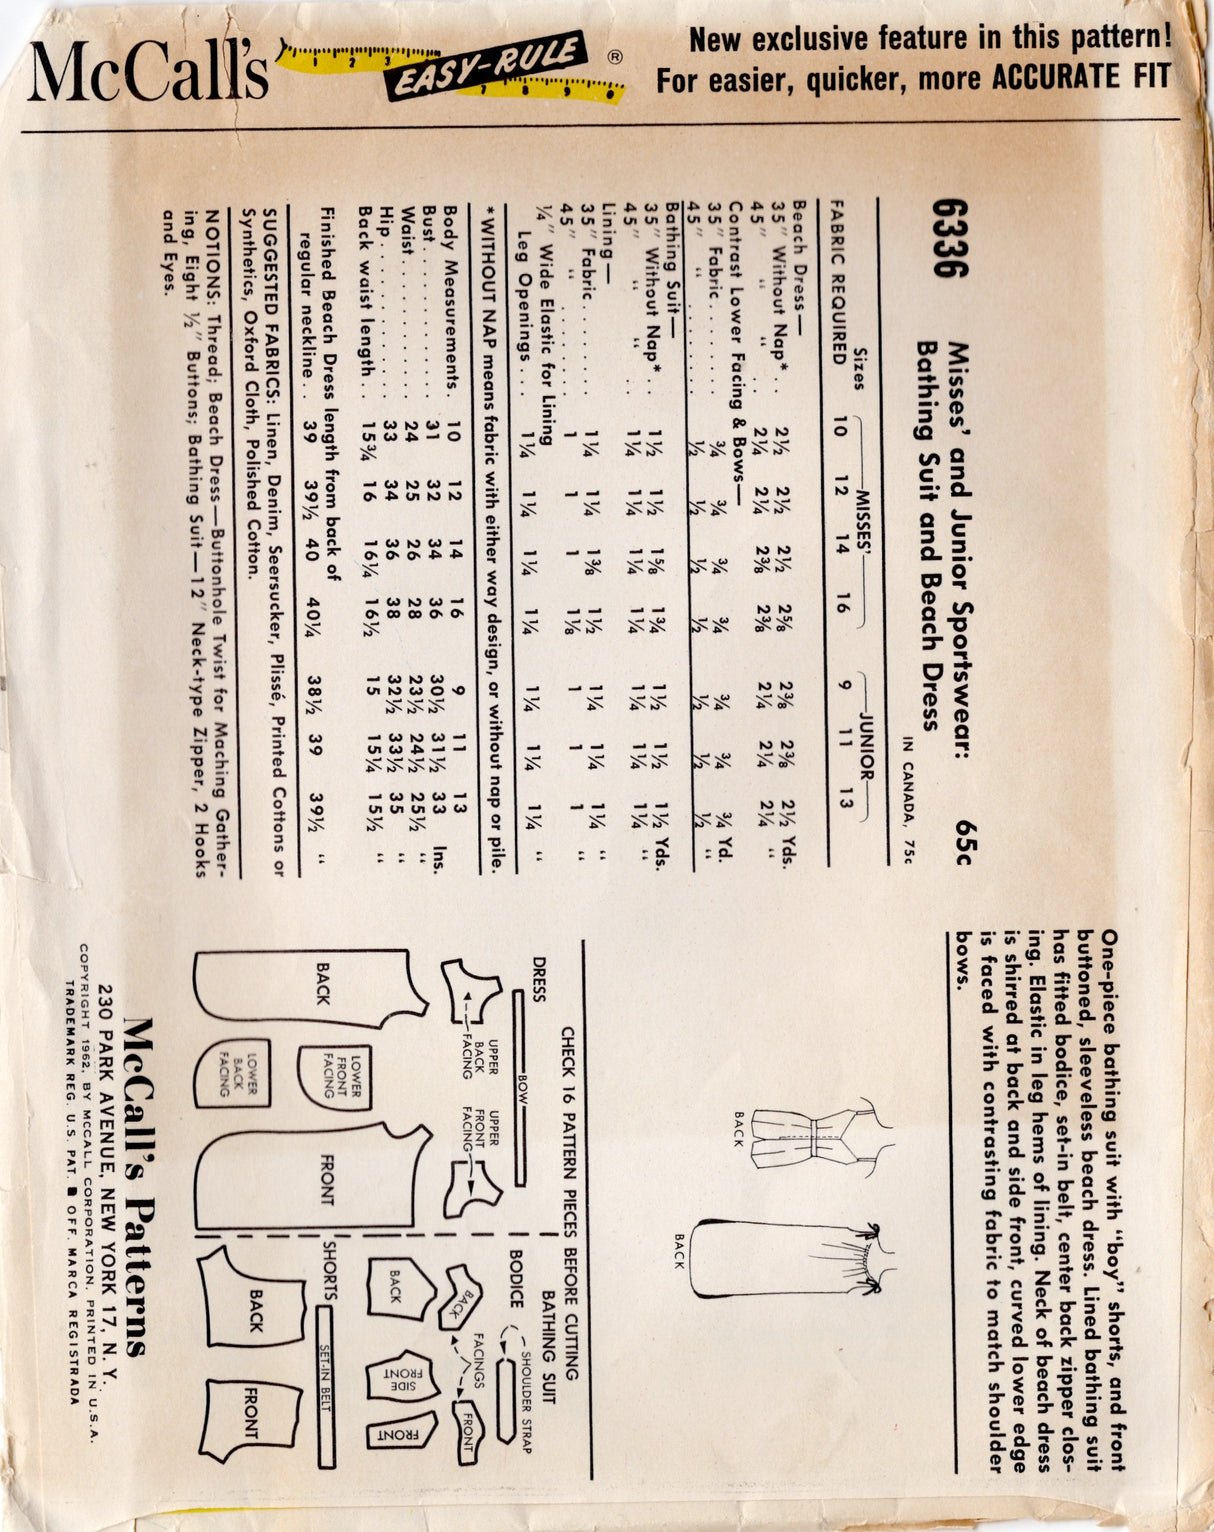 McCall's
EASY-RULE ®
1 2 3
7 8 9
New exclusive feature in this pattern!
For easier, quicker, more ACCURATE FIT
6336 Misses' and Junior Sportswear: 65c
Bathing Suit and Beach Dress
IN CANADA, 75c
Sizes MISSES' JUNIOR
FABRIC REQUIRED 10 12 14 16 9 11 13
Beach Dress—
35" Without Nap* . . 2½ 2½ 2½ 2⅝ 2⅜ 2⅜ 2½ Yds.
45" " . . 2¼ 2¼ 2⅜ 2⅜ 2¼ 2¼ 2¼ "
Contrast Lower Facing & Bows—
35" Fabric. . . . . . . ¾ ¾ ¾ ¾ ¾ ¾ ¾ Yd.
45" " . . . . . . . ½ ½ ½ ½ ½ ½ ½ "
Bathing Suit—
35" Without Nap* . . 1½ 1½ 1⅝ 1¾ 1½ 1½ 1½ Yds.
45" " " . . 1¼ 1¼ 1¼ 1¼ 1¼ 1¼ 1¼ "
Lining—
35" Fabric. . . . . . . 1¼ 1¼ 1⅜ 1½ 1¼ 1¼ 1¼ "
45" " . . . . . . . 1 1 1 1⅛ 1 1 1 "
¼" Wide Elastic for Lining
Leg Openings . . . 1¼ 1¼ 1¼ 1¼ 1¼ 1¼ 1¼ "
*WITHOUT NAP means fabric with either way design, or without nap or pile.
Body Measurements. 10 12 14 16 9 11 13
Bust. . . . . . . . . . . 31 32 34 36 30½ 31½ 33 Ins.
Waist. . . . . . . . . . 24 25 26 28 23½ 24½ 25½ "
Hip. . . . . . . . . . . 33 34 36 38 32½ 33½ 35 "
Back waist length. . . 15¾ 16 16¼ 16½ 15 15¼ 15½ "
Finished Beach Dress length from back of
regular neckline. . 39 39½ 40 40¼ 38½ 39 39½ "
SUGGESTED FABRICS: Linen, Denim, Seersucker, Plissé, Printed Cottons or
Synthetics, Oxford Cloth, Polished Cotton.
NOTIONS: Thread; Beach Dress—Buttonhole Twist for Maching Gather-
ing, Eight ½" Buttons; Bathing Suit—12" Neck-type Zipper, 2 Hooks
and Eyes.
One-piece bathing suit with "boy" shorts, and front
buttoned, sleeveless beach dress. Lined bathing suit
has fitted bodice, set-in belt, center back zipper clos-
ing. Elastic in leg hems of lining. Neck of beach dress
is shirred at back and side front, curved lower edge
is faced with contrasting fabric to match shoulder
bows.
BACK
BACK
CHECK 16 PATTERN PIECES BEFORE CUTTING
DRESS
BOW
UPPER
BACK
FACING
UPPER
FRONT
FACING
BACK
LOWER
FRONT
FACING
LOWER
BACK
FACING
FRONT
BATHING SUIT
BODICE
SHOULDER STRAP
BACK
FACINGS
FRONT
BACK
SIDE
FRONT
FRONT
SHORTS
SET-IN BELT
BACK
FRONT
McCall's Patterns
230 PARK AVENUE, NEW YORK 17, N. Y.
COPYRIGHT 1962, BY McCALL CORPORATION. PRINTED IN U.S.A.
TRADEMARK REG. U.S. PAT. OFF. MARCA REGISTRADA